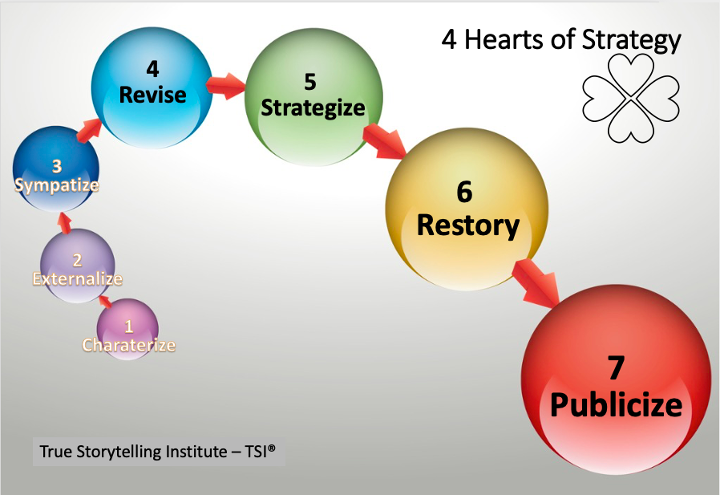 4 Hearts of Strategy
1
Charaterize
2
Externalize
3
Sympatize
4
Revise
5
Strategize
6
Restory
7
Publicize
True Storytelling Institute – TSI®